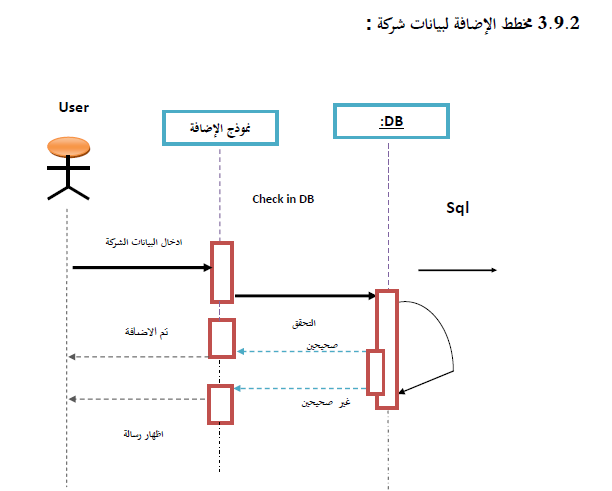 3.9.2 مخطط الإضافة لبيانات شركة :
User
نموذج الإضافة
:DB
Check in DB
Sql
ادخال البيانات الشركة
التحقق
تم الاضافة
صحيحين
غير صحيحين
اظهار رسالة